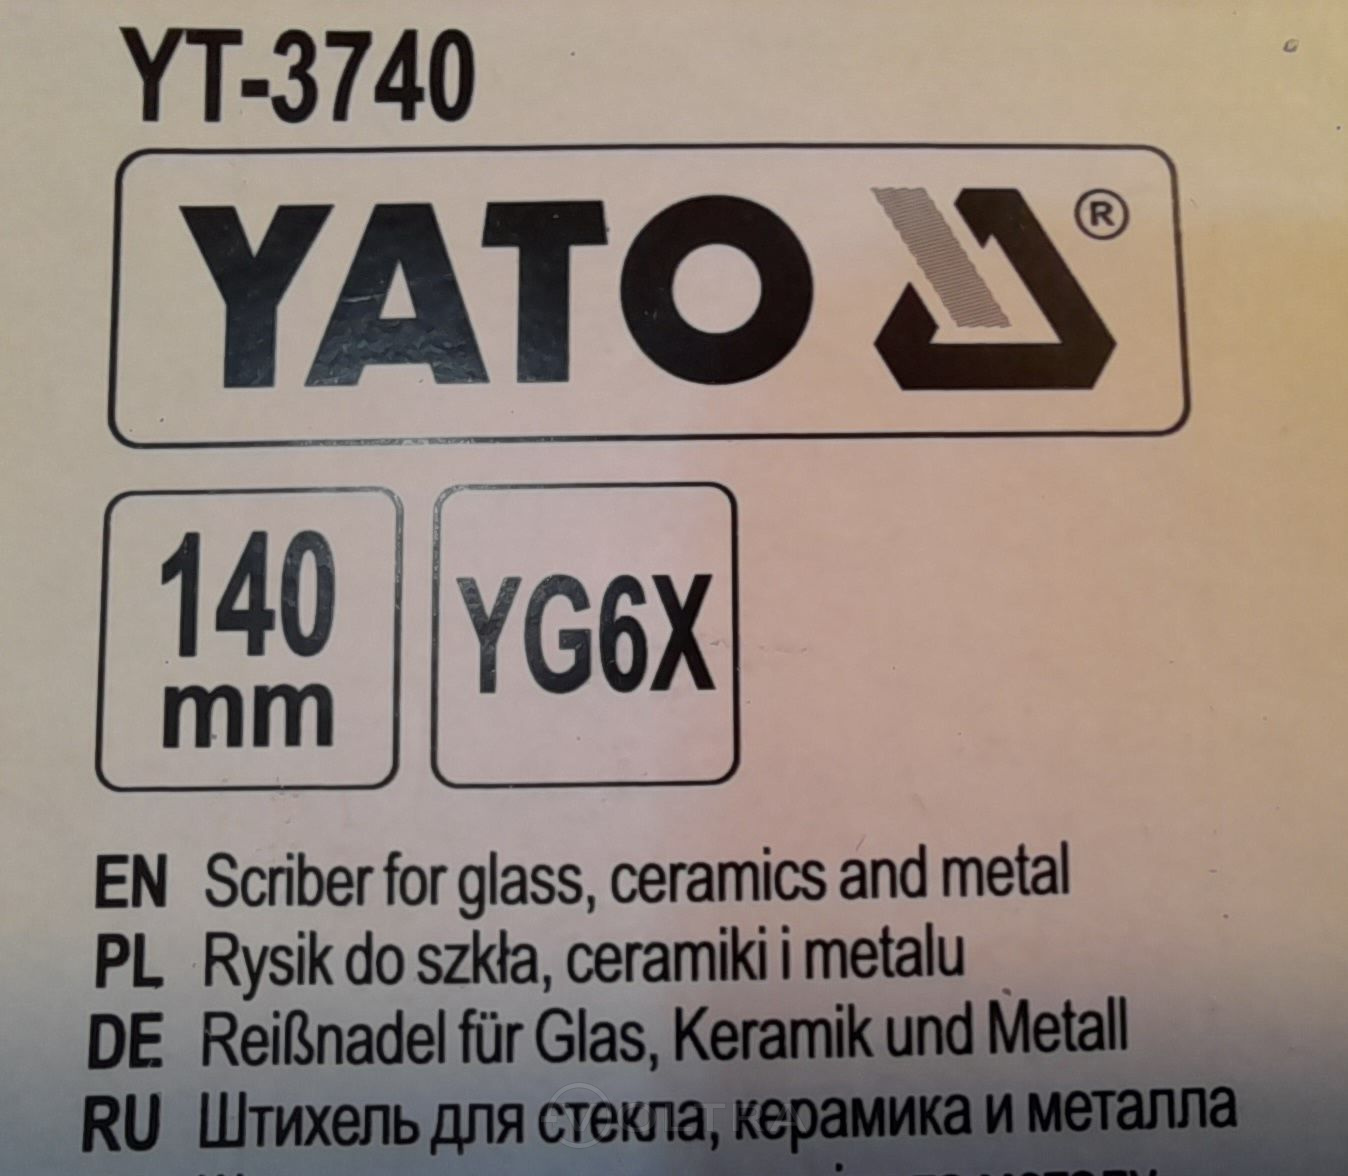 YT-3740
YATO ®
140
mm
YG6X
EN Scriber for glass, ceramics and metal
PL Rysik do szkła, ceramiki i metalu
DE Reißnadel für Glas, Keramik und Metall
RU Штихель для стекла, керамика и металла